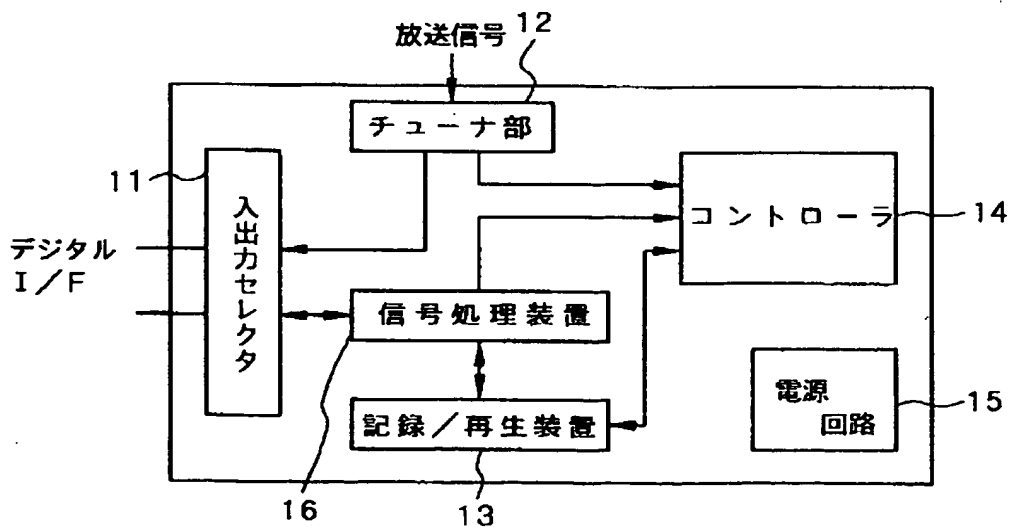 放送信号
12
チューナ部
11
入出力セレクタ
コントローラ
14
デジタル
I／F
信号処理装置
電源
回路
15
記録／再生装置
16
13